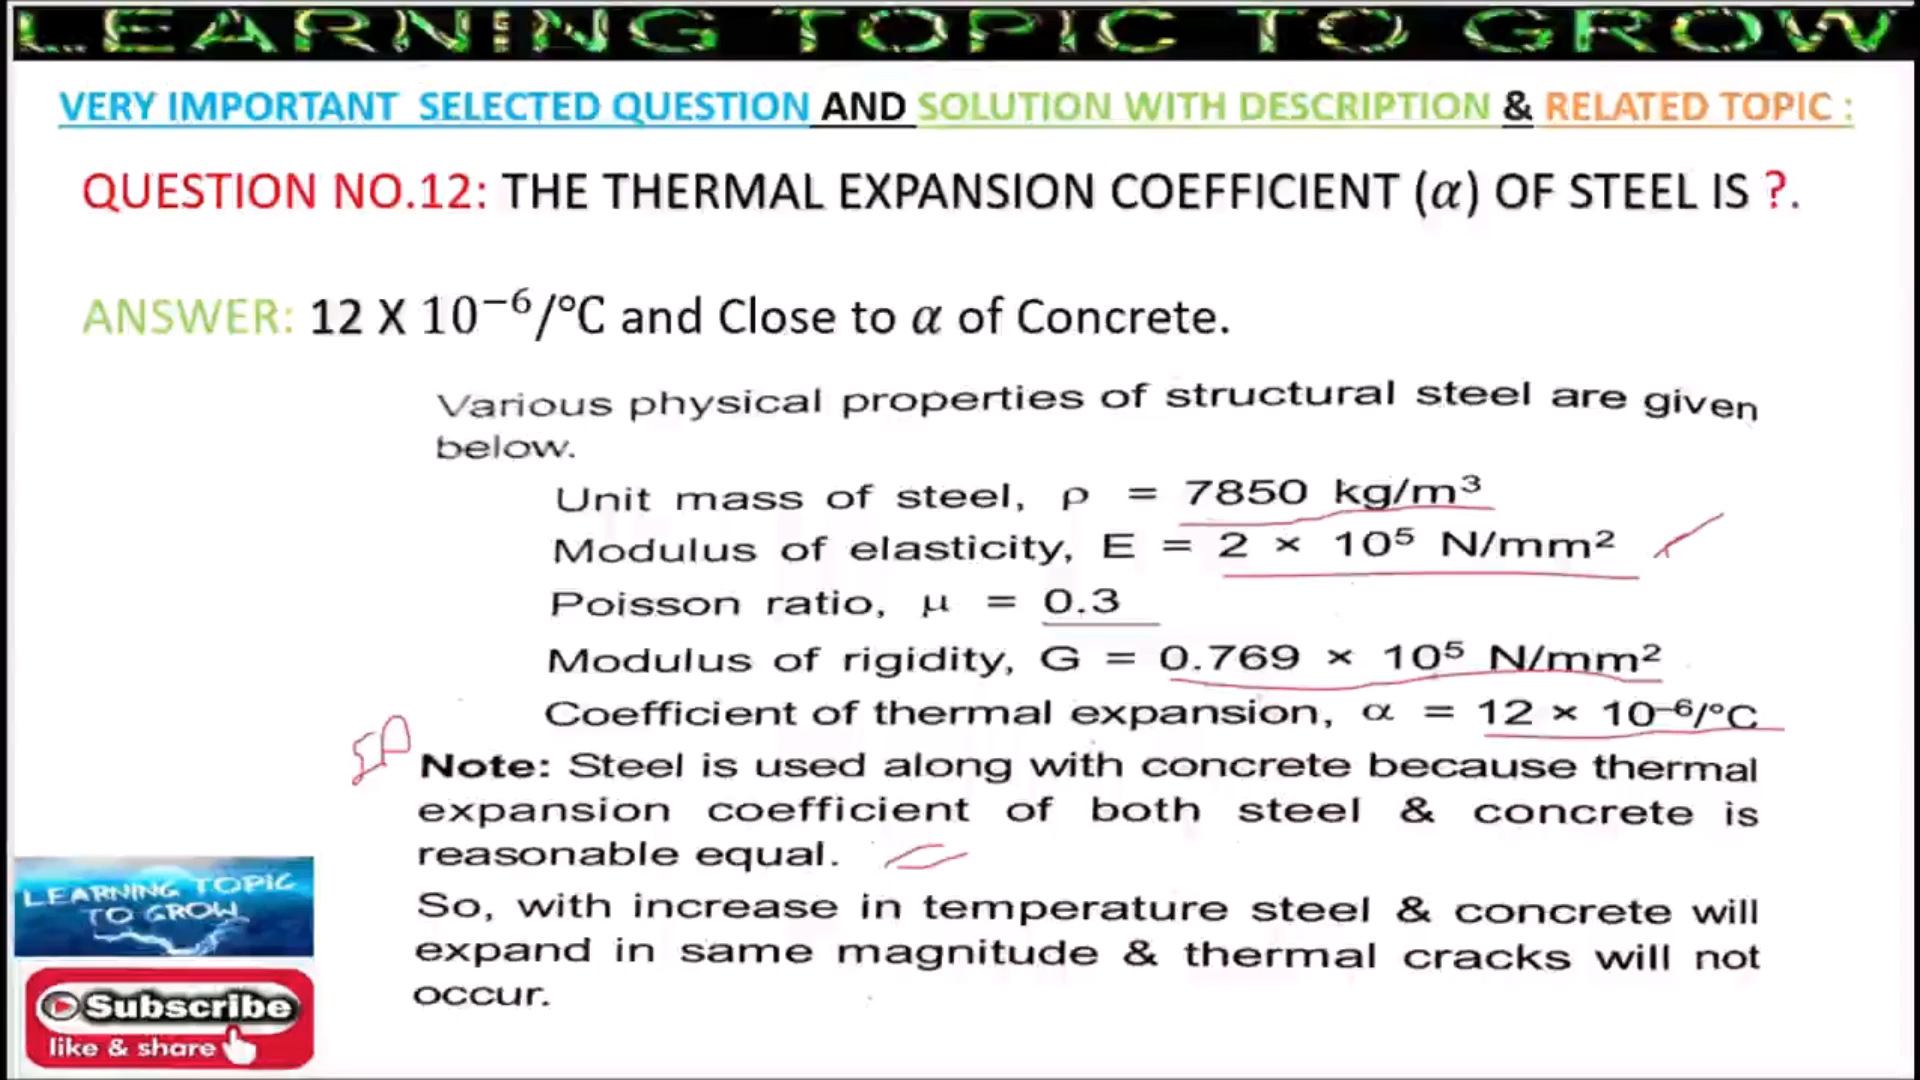 LEARNING TOPIC TO GROW
VERY IMPORTANT SELECTED QUESTION AND SOLUTION WITH DESCRIPTION & RELATED TOPIC :
QUESTION NO.12: THE THERMAL EXPANSION COEFFICIENT (α) OF STEEL IS ?.
ANSWER: 12 X 10⁻⁶/°C and Close to α of Concrete.
Various physical properties of structural steel are given
below.
Unit mass of steel, ρ = 7850 kg/m³
Modulus of elasticity, E = 2 × 10⁵ N/mm²
Poisson ratio, μ = 0.3
Modulus of rigidity, G = 0.769 × 10⁵ N/mm²
Coefficient of thermal expansion, α = 12 × 10⁻⁶/°C
Note: Steel is used along with concrete because thermal
expansion coefficient of both steel & concrete is
reasonable equal.
So, with increase in temperature steel & concrete will
expand in same magnitude & thermal cracks will not
occur.
LEARNING TOPIC
TO GROW
Subscribe
like & share